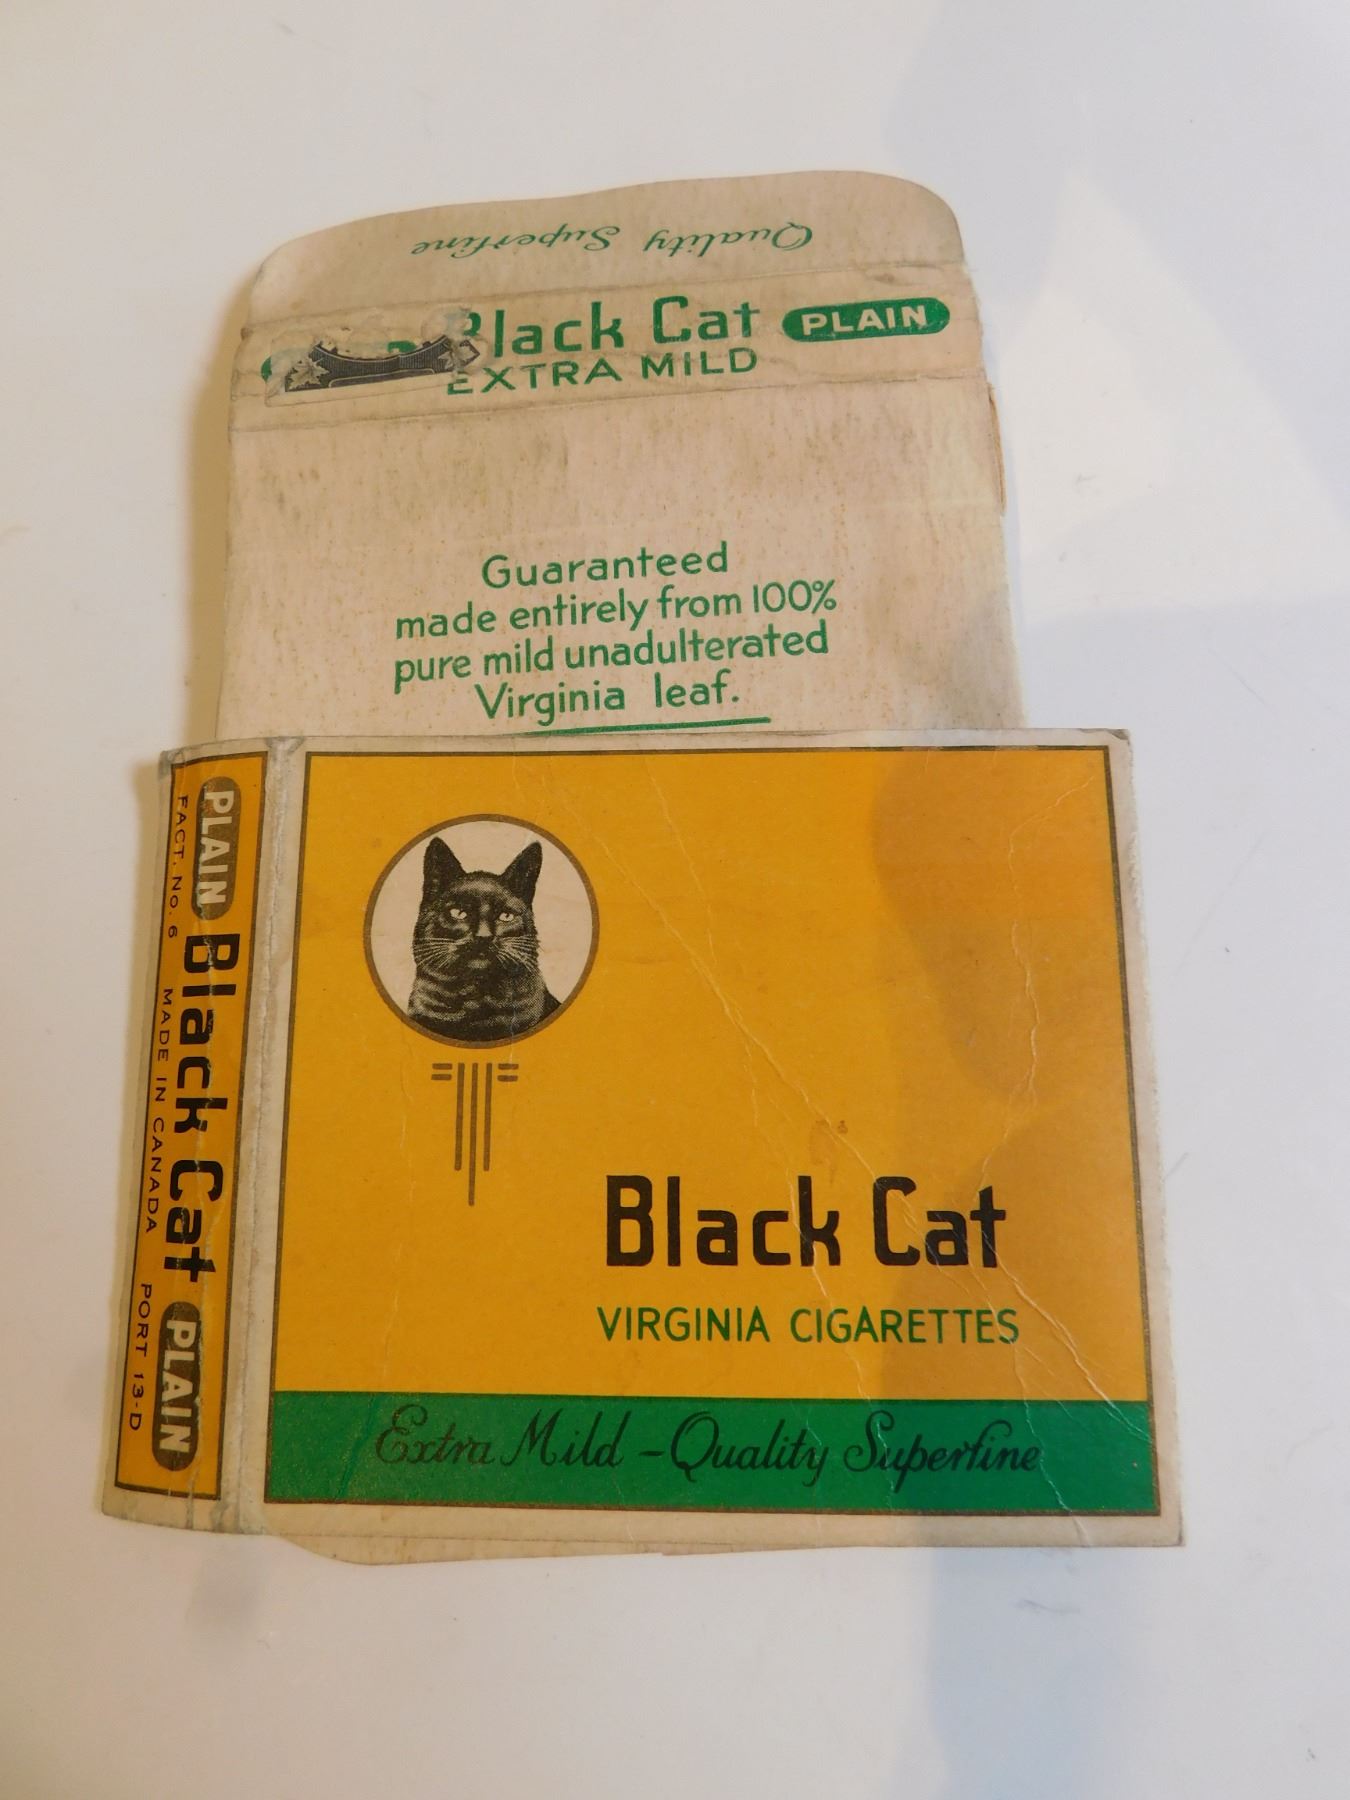 Quality Superfine
Black Cat PLAIN
EXTRA MILD
Guaranteed
made entirely from 100%
pure mild unadulterated
Virginia leaf.
PLAIN Black Cat PLAIN
FACT. No. 6 MADE IN CANADA PORT 13-D
Black Cat
VIRGINIA CIGARETTES
Extra Mild – Quality Superfine